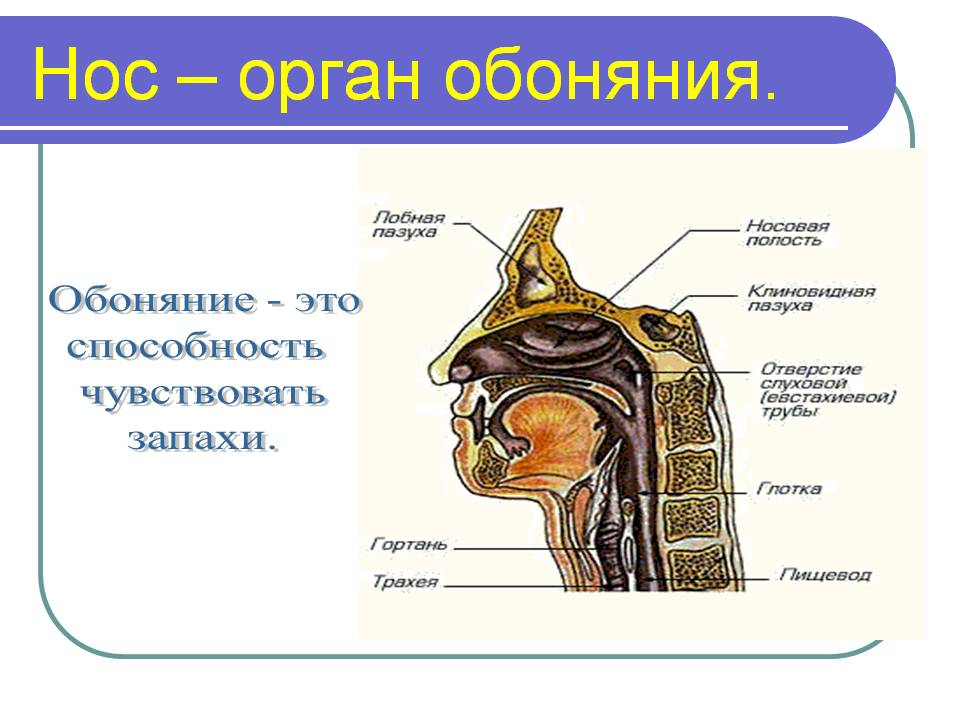 Нос – орган обоняния.
Обоняние - это
способность
чувствовать
запахи.
Лобная
пазуха
Носовая
полость
Клиновидная
пазуха
Отверстие
слуховой
(евстахиевой)
трубы
Глотка
Гортань
Трахея
Пищевод